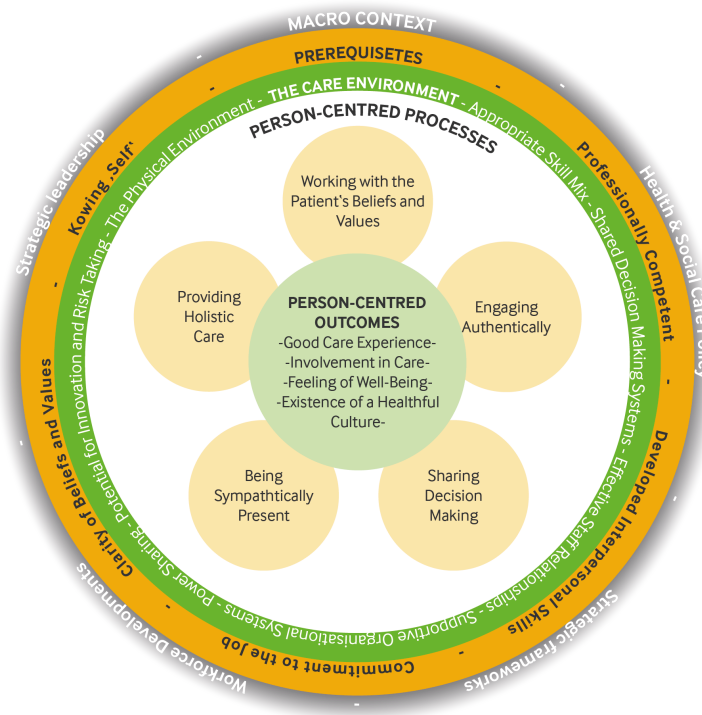 MACRO CONTEXT
Health & Social Care Policy
Strategic frameworks
Workforce Developments
Strategic leadership
PREREQUISETES
Professionally Competent
Developed Interpersonal Skills
Commitment to the Job
Clarity of Beliefs and Values
Kowing ‚Self‘
THE CARE ENVIRONMENT - Appropriate Skill Mix - Shared Decision Making Systems - Effective Staff Relationships - Supportive Organisational Systems - Power Sharing - Potential for Innovation and Risk Taking - The Physical Environment -
PERSON-CENTRED PROCESSES
Working with the
Patient‘s Beliefs and
Values
Engaging
Authentically
Sharing
Decision
Making
Being
Sympathtically
Present
Providing
Holistic
Care
PERSON-CENTRED
OUTCOMES
-Good Care Experience-
-Involvement in Care-
-Feeling of Well-Being-
-Existence of a Healthful
Culture-